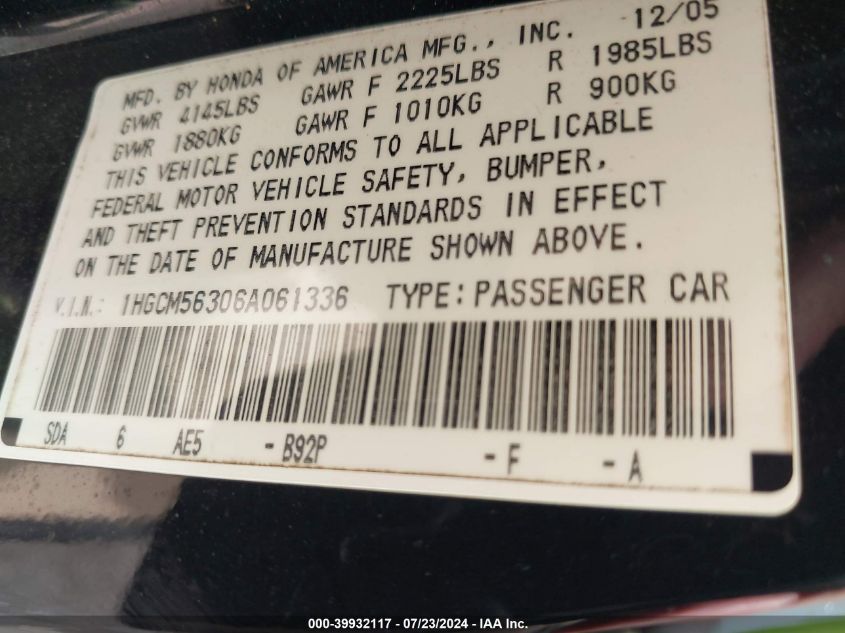 MFD. BY HONDA OF AMERICA MFG., INC. 12/05
GVWR 4145LBS GAWR F 2225LBS R 1985LBS
GVWR 1880KG GAWR F 1010KG R 900KG
THIS VEHICLE CONFORMS TO ALL APPLICABLE
FEDERAL MOTOR VEHICLE SAFETY, BUMPER,
AND THEFT PREVENTION STANDARDS IN EFFECT
ON THE DATE OF MANUFACTURE SHOWN ABOVE.
V.I.N.: 1HGCM56306A061336 TYPE: PASSENGER CAR
SDA 6 AE5 - B92P - F - A
000-39932117 - 07/23/2024 - IAA Inc.